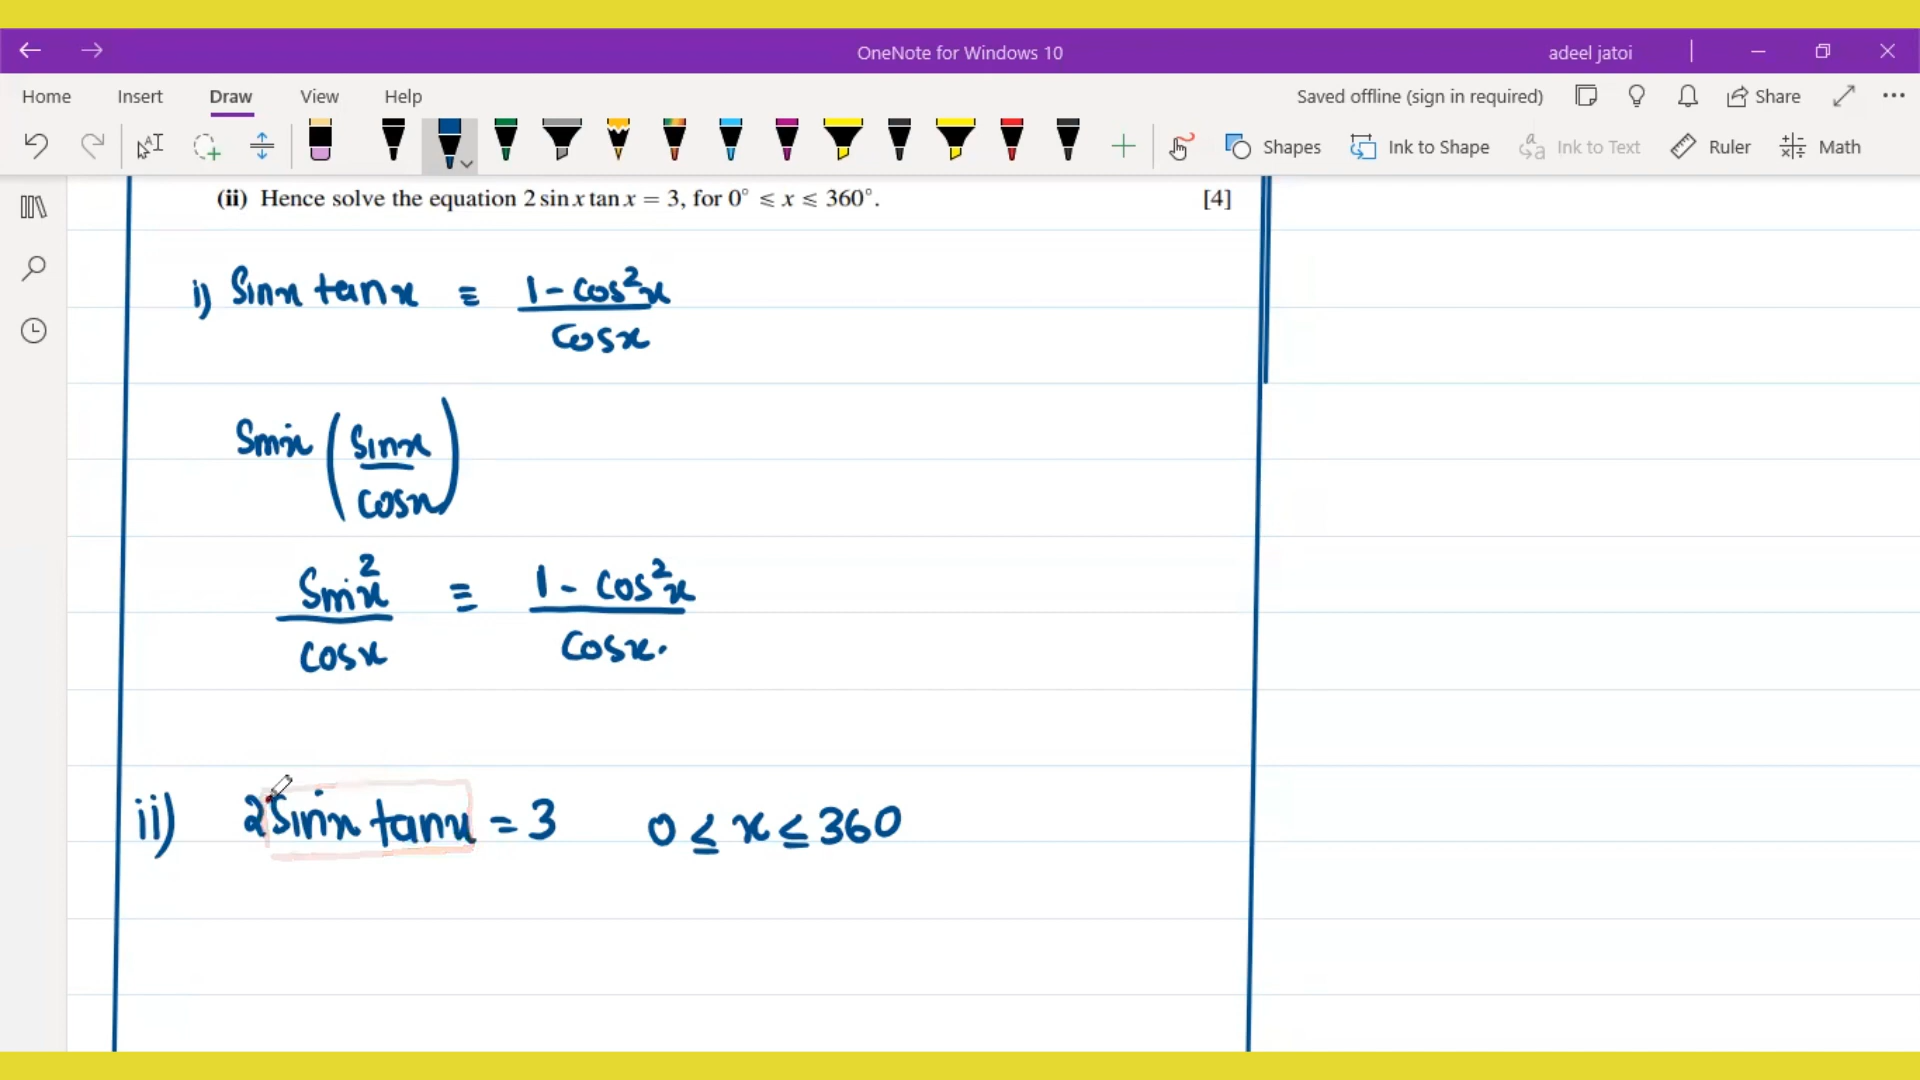 OneNote for Windows 10
adeel jatoi
Home Insert Draw View Help
Saved offline (sign in required)
Share
Shapes
Ink to Shape
Ink to Text
Ruler
Math
(ii) Hence solve the equation 2 sin x tan x = 3, for 0° ⩽ x ⩽ 360°. [4]
i) Sinx tanx ≡ 1 - cos²x
cosx
Sinx ( sinx
cosx )
Sin²x ≡ 1 - cos²x
cosx cosx.
ii) 2Sinx tanx = 3 0 ≤ x ≤ 360